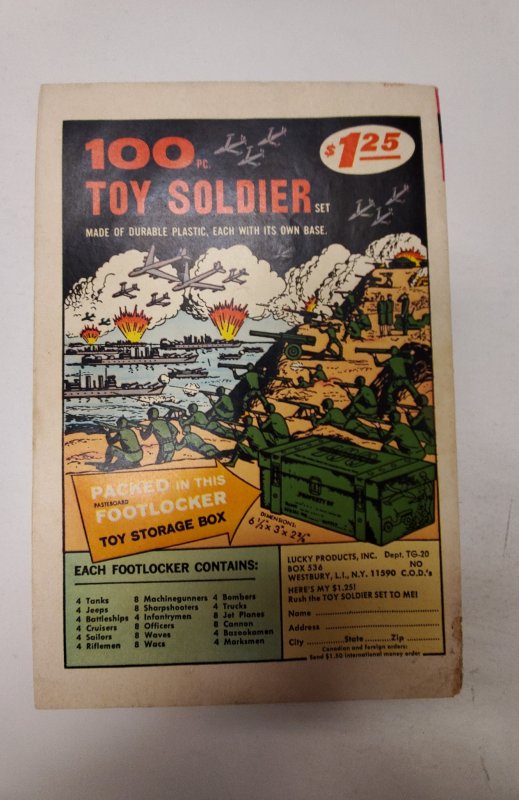 100 PC.
$1.25
TOY SOLDIER SET
MADE OF DURABLE PLASTIC, EACH WITH ITS OWN BASE.
PACKED IN THIS
PASTEBOARD
FOOTLOCKER
TOY STORAGE BOX
DIMENSIONS:
6 1/2" x 3" x 2 3/8"
PROPERTY OF
EACH FOOTLOCKER CONTAINS:
4 Tanks
4 Jeeps
4 Battleships
4 Cruisers
4 Sailors
4 Riflemen
8 Machinegunners
8 Sharpshooters
4 Infantrymen
8 Officers
8 Waves
8 Wacs
4 Bombers
4 Trucks
8 Jet Planes
8 Cannon
4 Bazookamen
4 Marksmen
LUCKY PRODUCTS, INC. Dept. TG-20
BOX 536 NO
WESTBURY, L.I., N.Y. 11590 C.O.D.'s
HERE'S MY $1.25!
Rush the TOY SOLDIER SET TO ME!
Name
Address
City State Zip
Canadian and foreign orders:
Send $1.50 international money order